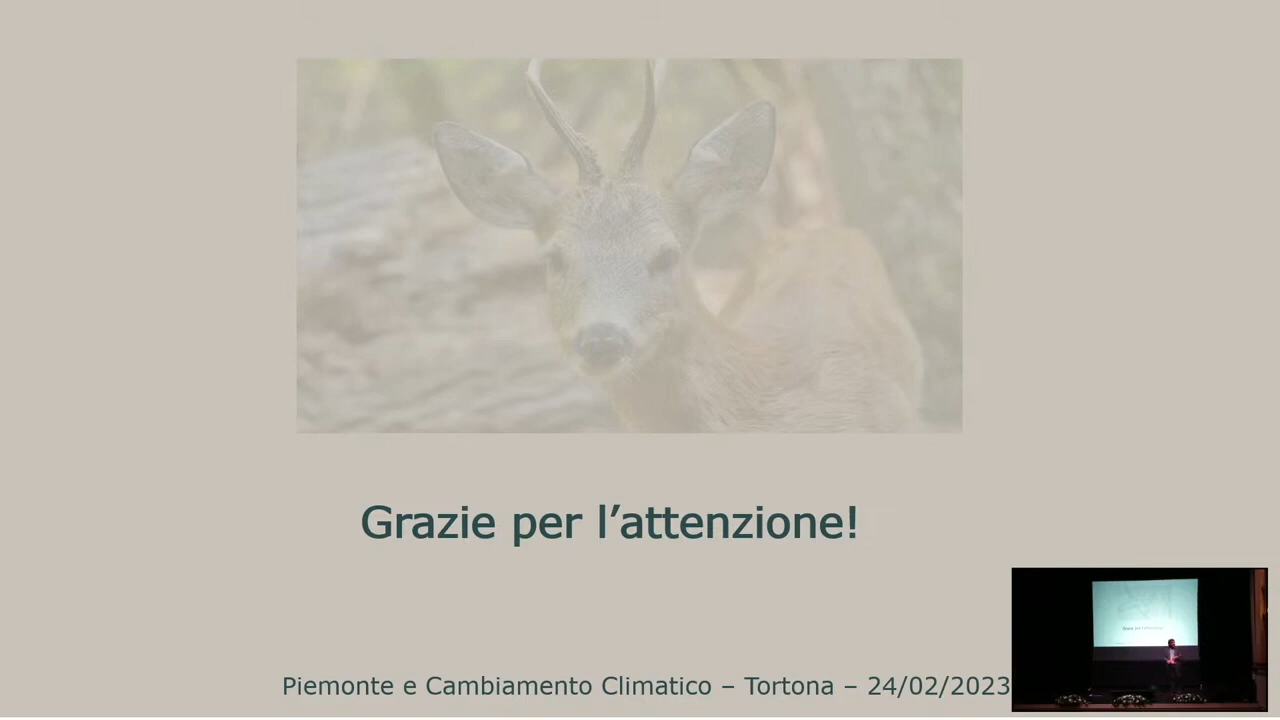 Grazie per l’attenzione!
Piemonte e Cambiamento Climatico – Tortona – 24/02/2023